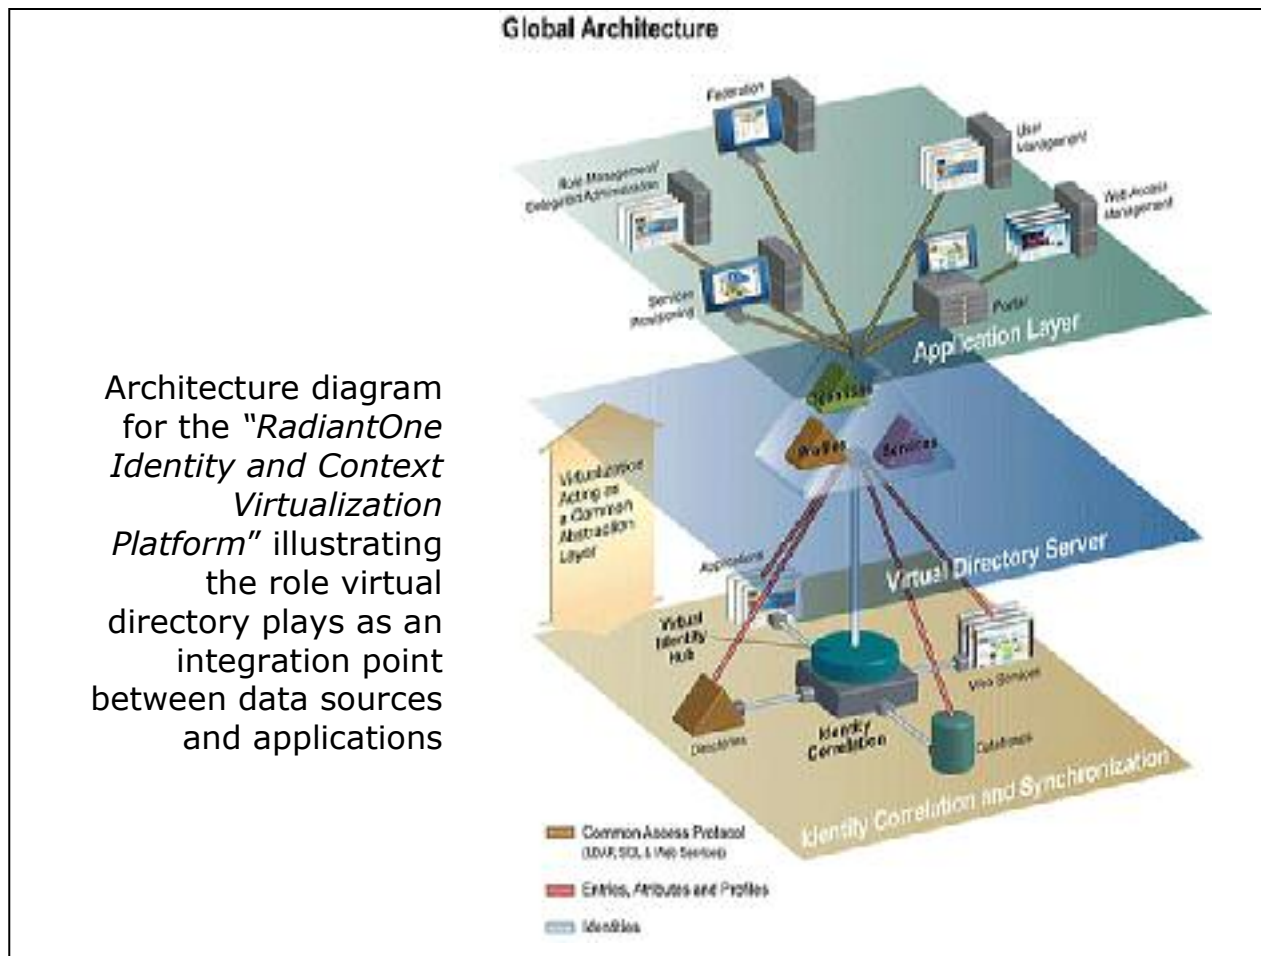 Global Architecture
Federation
User
Management
Role Management/
Delegated Administration
Web Access
Management
Services
Provisioning
Portal
Application Layer
Profiles
Services
Architecture diagram
for the “RadiantOne
Identity and Context
Virtualization
Platform” illustrating
the role virtual
directory plays as an
integration point
between data sources
and applications
Virtualization
Acting as
a Common
Abstraction
Layer
Virtual Directory Server
Applications
Virtual
Identity
Hub
Web Services
Directories
Identity
Correlation
Databases
Identity Correlation and Synchronization
Common Access Protocol
(LDAP, SQL & Web Services)
Entries, Attributes and Profiles
Identities